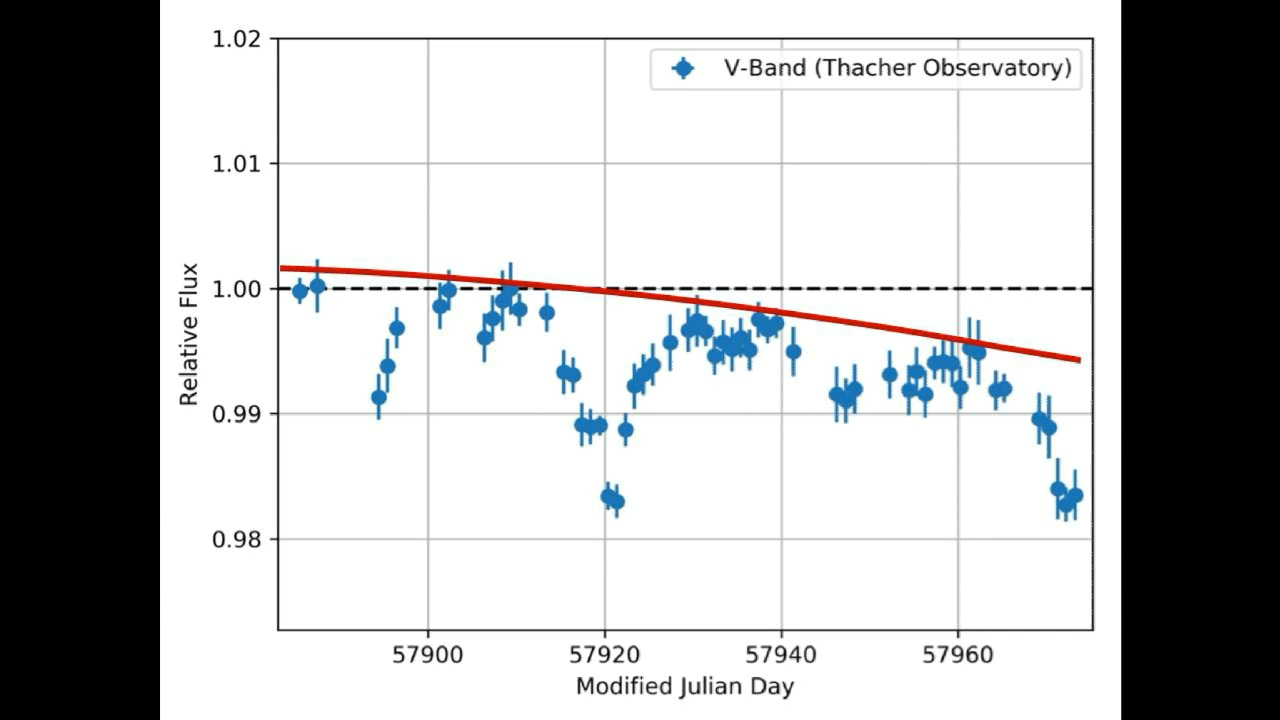 1.02
V-Band (Thacher Observatory)
1.01
1.00
0.99
0.98
Relative Flux
57900 57920 57940 57960
Modified Julian Day